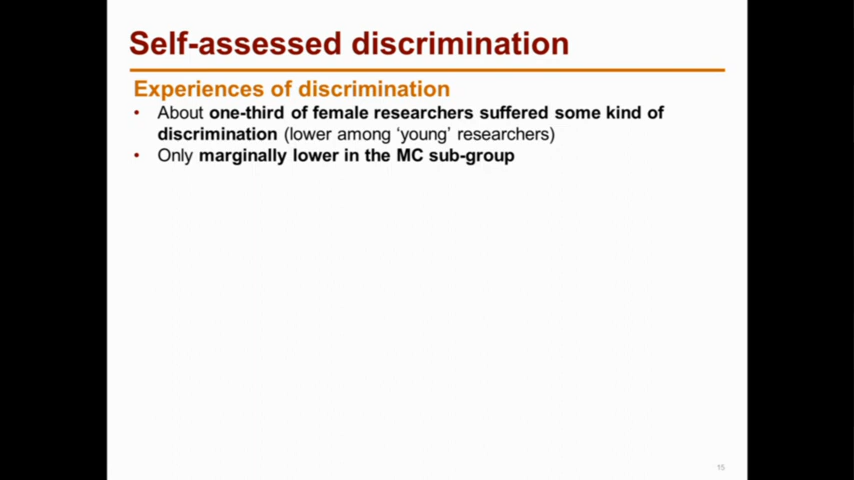 Self-assessed discrimination
Experiences of discrimination
• About one-third of female researchers suffered some kind of
discrimination (lower among ‘young’ researchers)
• Only marginally lower in the MC sub-group
15